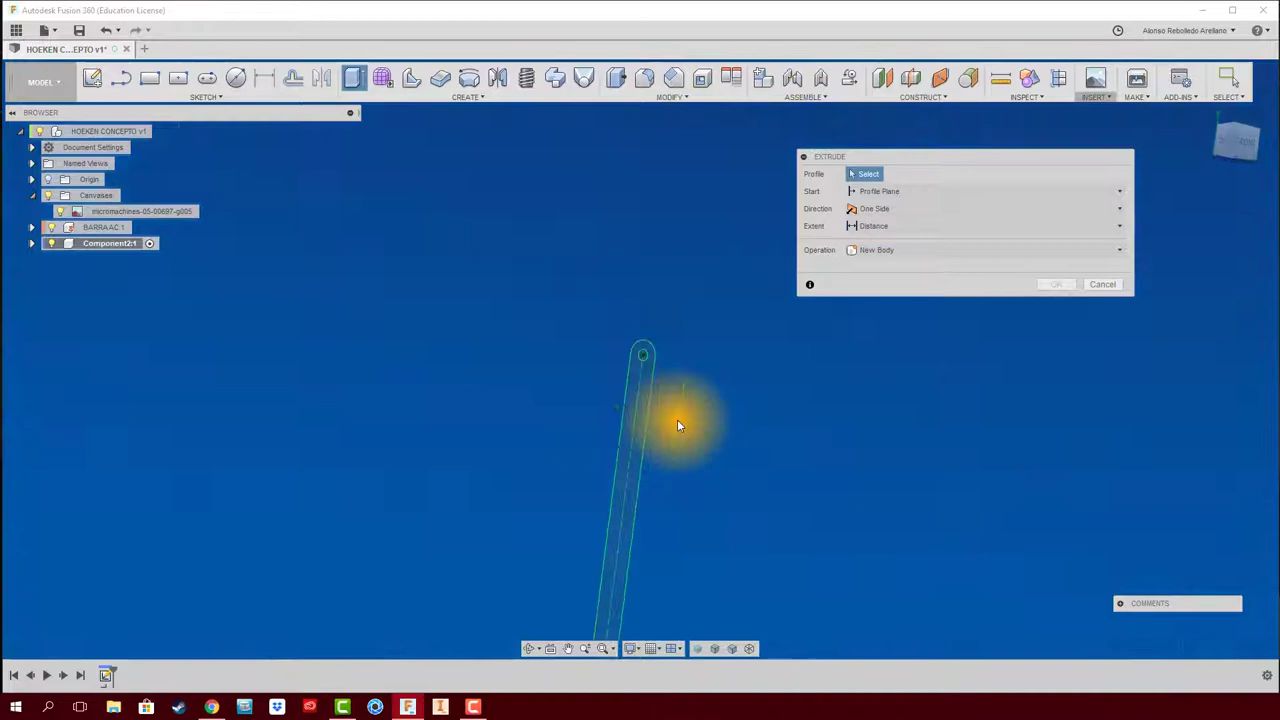 Autodesk Fusion 360 (Education License)
Alonso Rebolledo Arellano
HOEKEN C...EPTO v1*
MODEL
SKETCH
CREATE
MODIFY
ASSEMBLE
CONSTRUCT
INSPECT
INSERT
MAKE
ADD-INS
SELECT
BROWSER
HOEKEN CONCEPTO v1
Document Settings
Named Views
Origin
Canvases
micromachines-05-00697-g005
BARRA AC:1
Component2:1
EXTRUDE
Profile Select
Start Profile Plane
Direction One Side
Extent Distance
Operation New Body
OK Cancel
COMMENTS